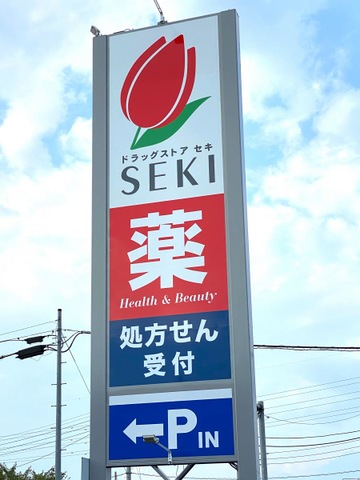 ドラッグストア セキ
SEKI
薬
Health & Beauty
処方せん
受付
←P IN